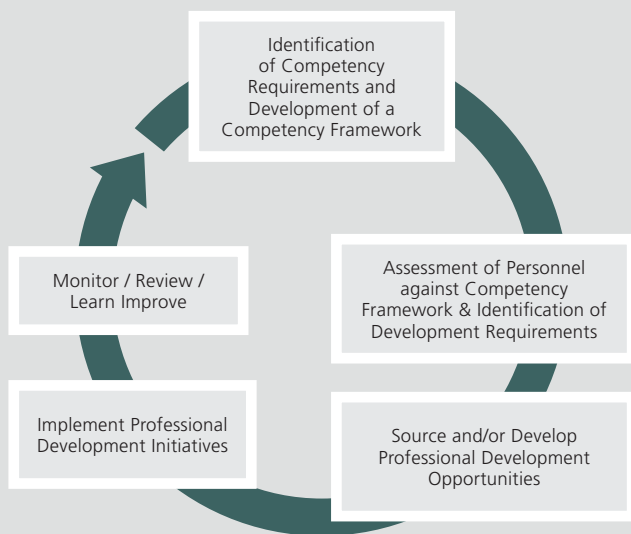 Identification
of Competency
Requirements and
Development of a
Competency Framework
Assessment of Personnel
against Competency
Framework & Identification of
Development Requirements
Source and/or Develop
Professional Development
Opportunities
Implement Professional
Development Initiatives
Monitor / Review /
Learn Improve